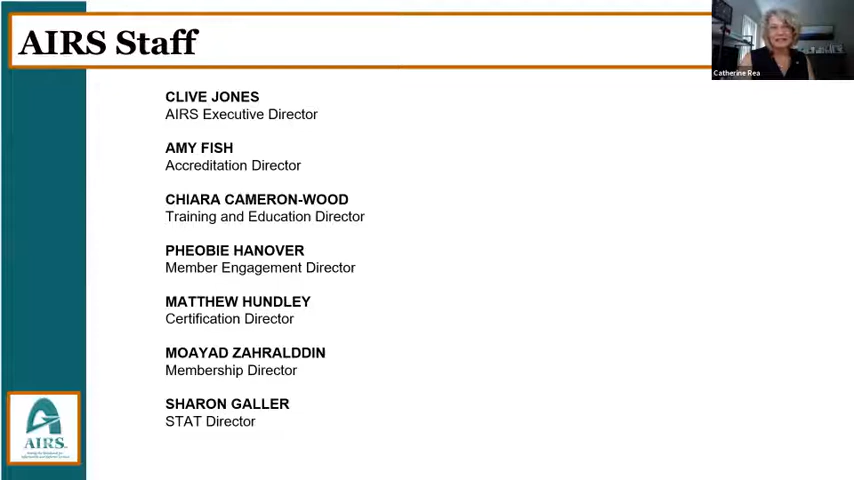 AIRS Staff
Catherine Rea
CLIVE JONES
AIRS Executive Director
AMY FISH
Accreditation Director
CHIARA CAMERON-WOOD
Training and Education Director
PHEOBIE HANOVER
Member Engagement Director
MATTHEW HUNDLEY
Certification Director
MOAYAD ZAHRALDDIN
Membership Director
SHARON GALLER
STAT Director
AIRS